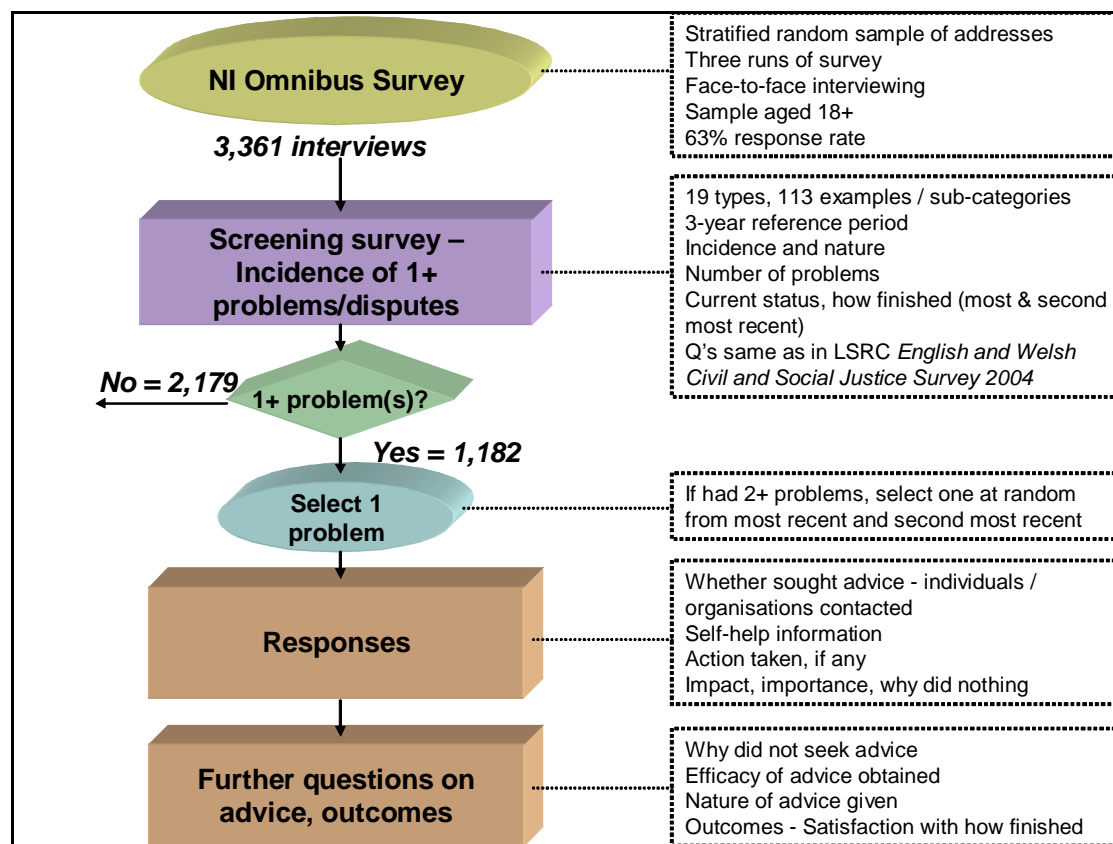 NI Omnibus Survey
Stratified random sample of addresses
Three runs of survey
Face-to-face interviewing
Sample aged 18+
63% response rate
3,361 interviews
Screening survey –
Incidence of 1+
problems/disputes
19 types, 113 examples / sub-categories
3-year reference period
Incidence and nature
Number of problems
Current status, how finished (most & second
most recent)
Q's same as in LSRC English and Welsh
Civil and Social Justice Survey 2004
No = 2,179
1+ problem(s)?
Yes = 1,182
Select 1
problem
If had 2+ problems, select one at random
from most recent and second most recent
Responses
Whether sought advice - individuals /
organisations contacted
Self-help information
Action taken, if any
Impact, importance, why did nothing
Further questions on
advice, outcomes
Why did not seek advice
Efficacy of advice obtained
Nature of advice given
Outcomes - Satisfaction with how finished